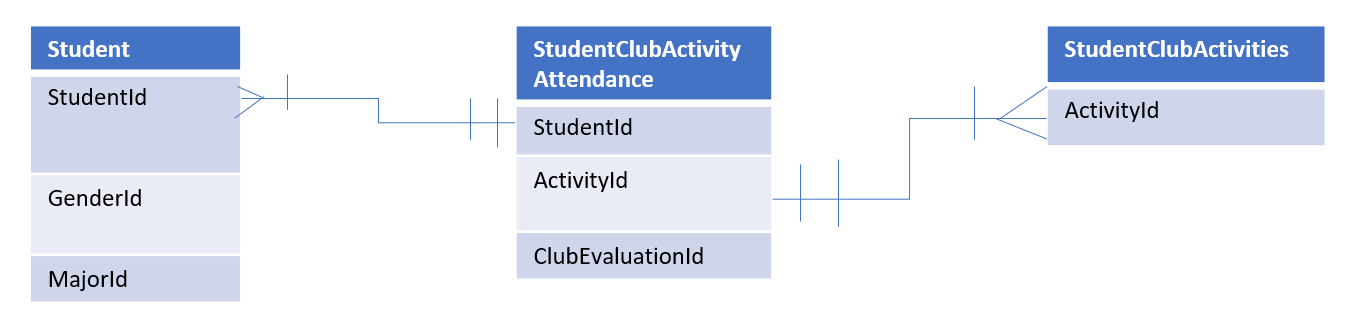 Student
StudentId
GenderId
MajorId
StudentClubActivity
Attendance
StudentId
ActivityId
ClubEvaluationId
StudentClubActivities
ActivityId